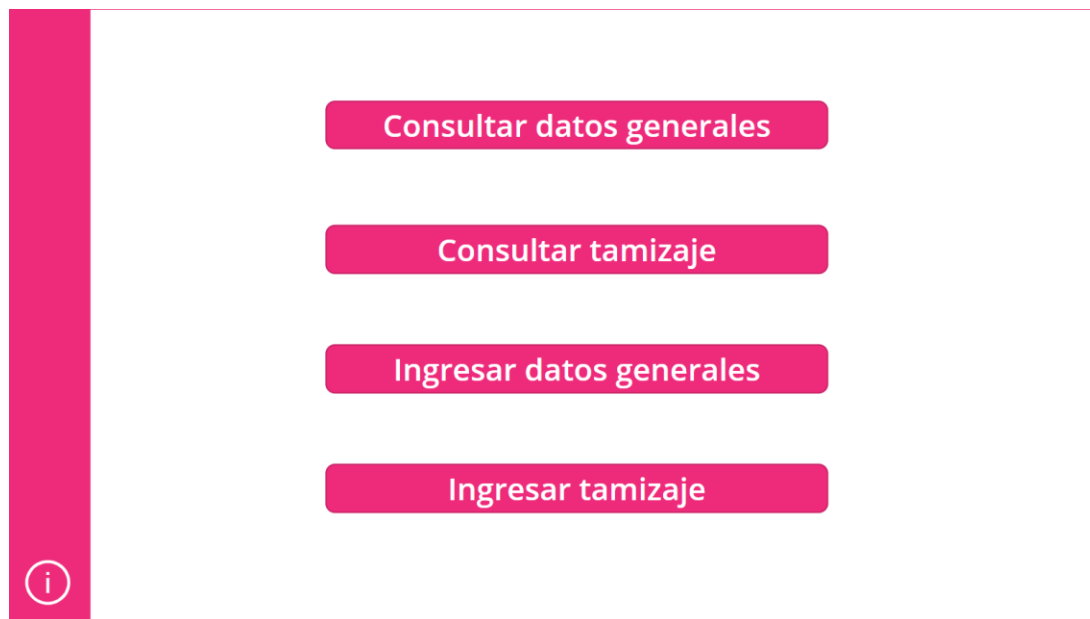 Consultar datos generales
Consultar tamizaje
Ingresar datos generales
Ingresar tamizaje
i